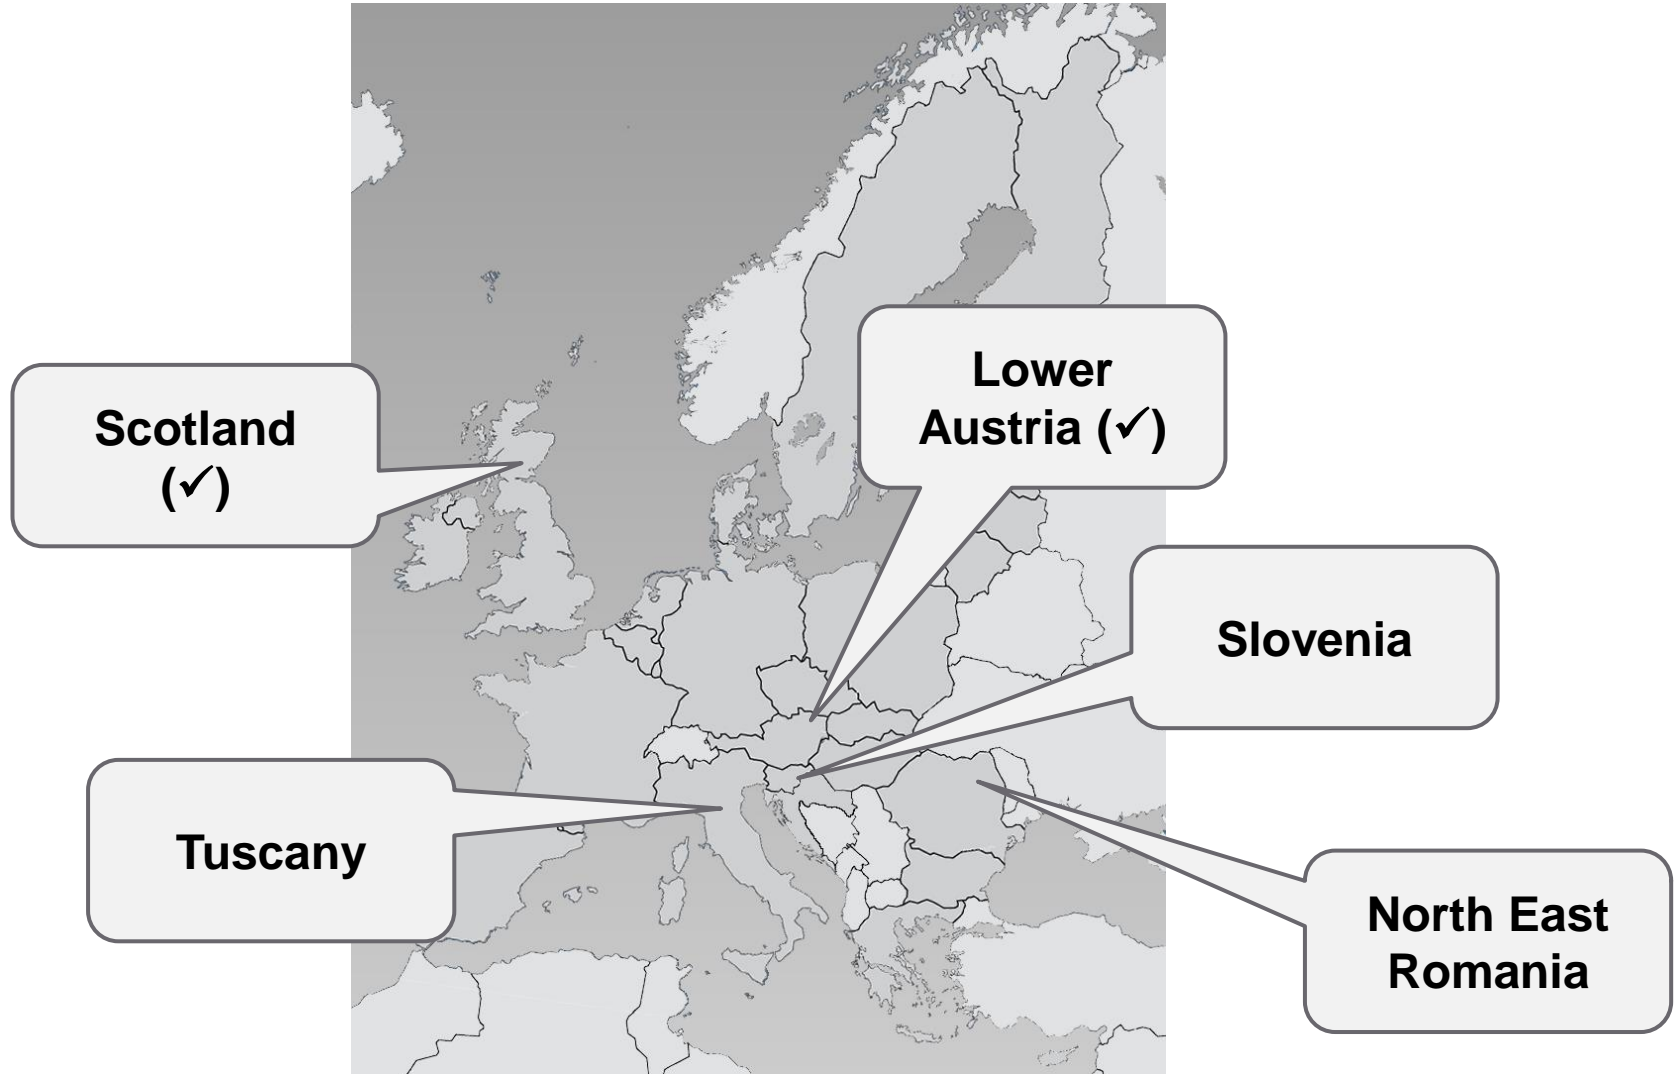 Lower
Austria (✓)
Scotland
(✓)
Slovenia
Tuscany
North East
Romania